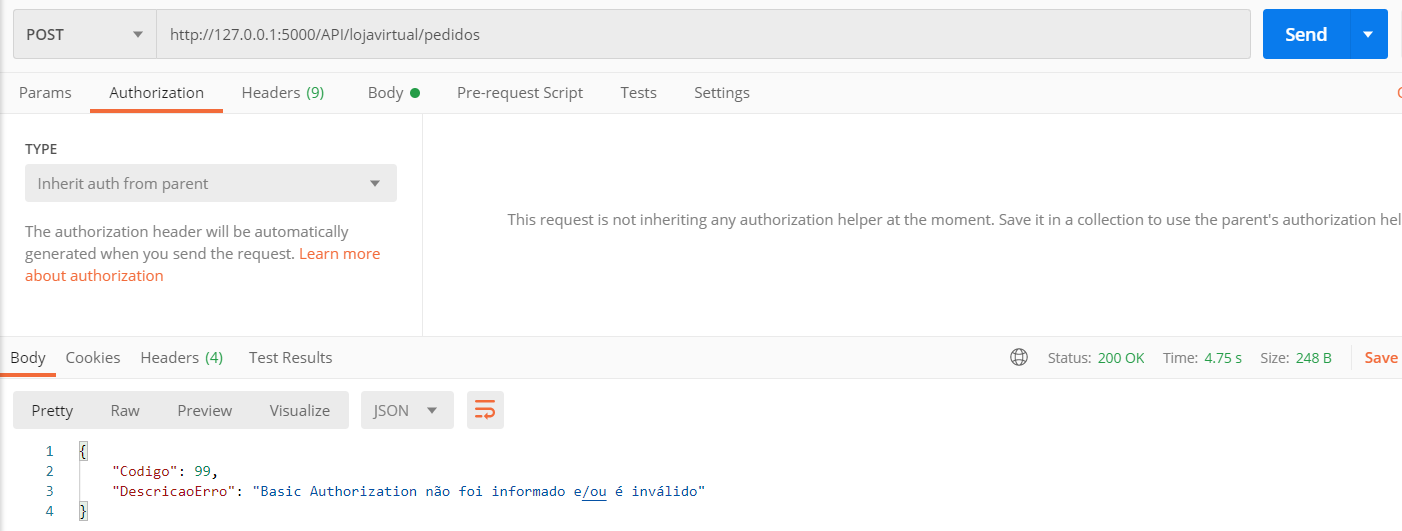 POST http://127.0.0.1:5000/API/lojavirtual/pedidos Send
Params Authorization Headers (9) Body Pre-request Script Tests Settings
TYPE
Inherit auth from parent
The authorization header will be automatically
generated when you send the request. Learn more
about authorization
This request is not inheriting any authorization helper at the moment. Save it in a collection to use the parent's authorization hel
Body Cookies Headers (4) Test Results Status: 200 OK Time: 4.75 s Size: 248 B Save
Pretty Raw Preview Visualize JSON
1 {
2 "Codigo": 99,
3 "DescricaoErro": "Basic Authorization não foi informado e/ou é inválido"
4 }